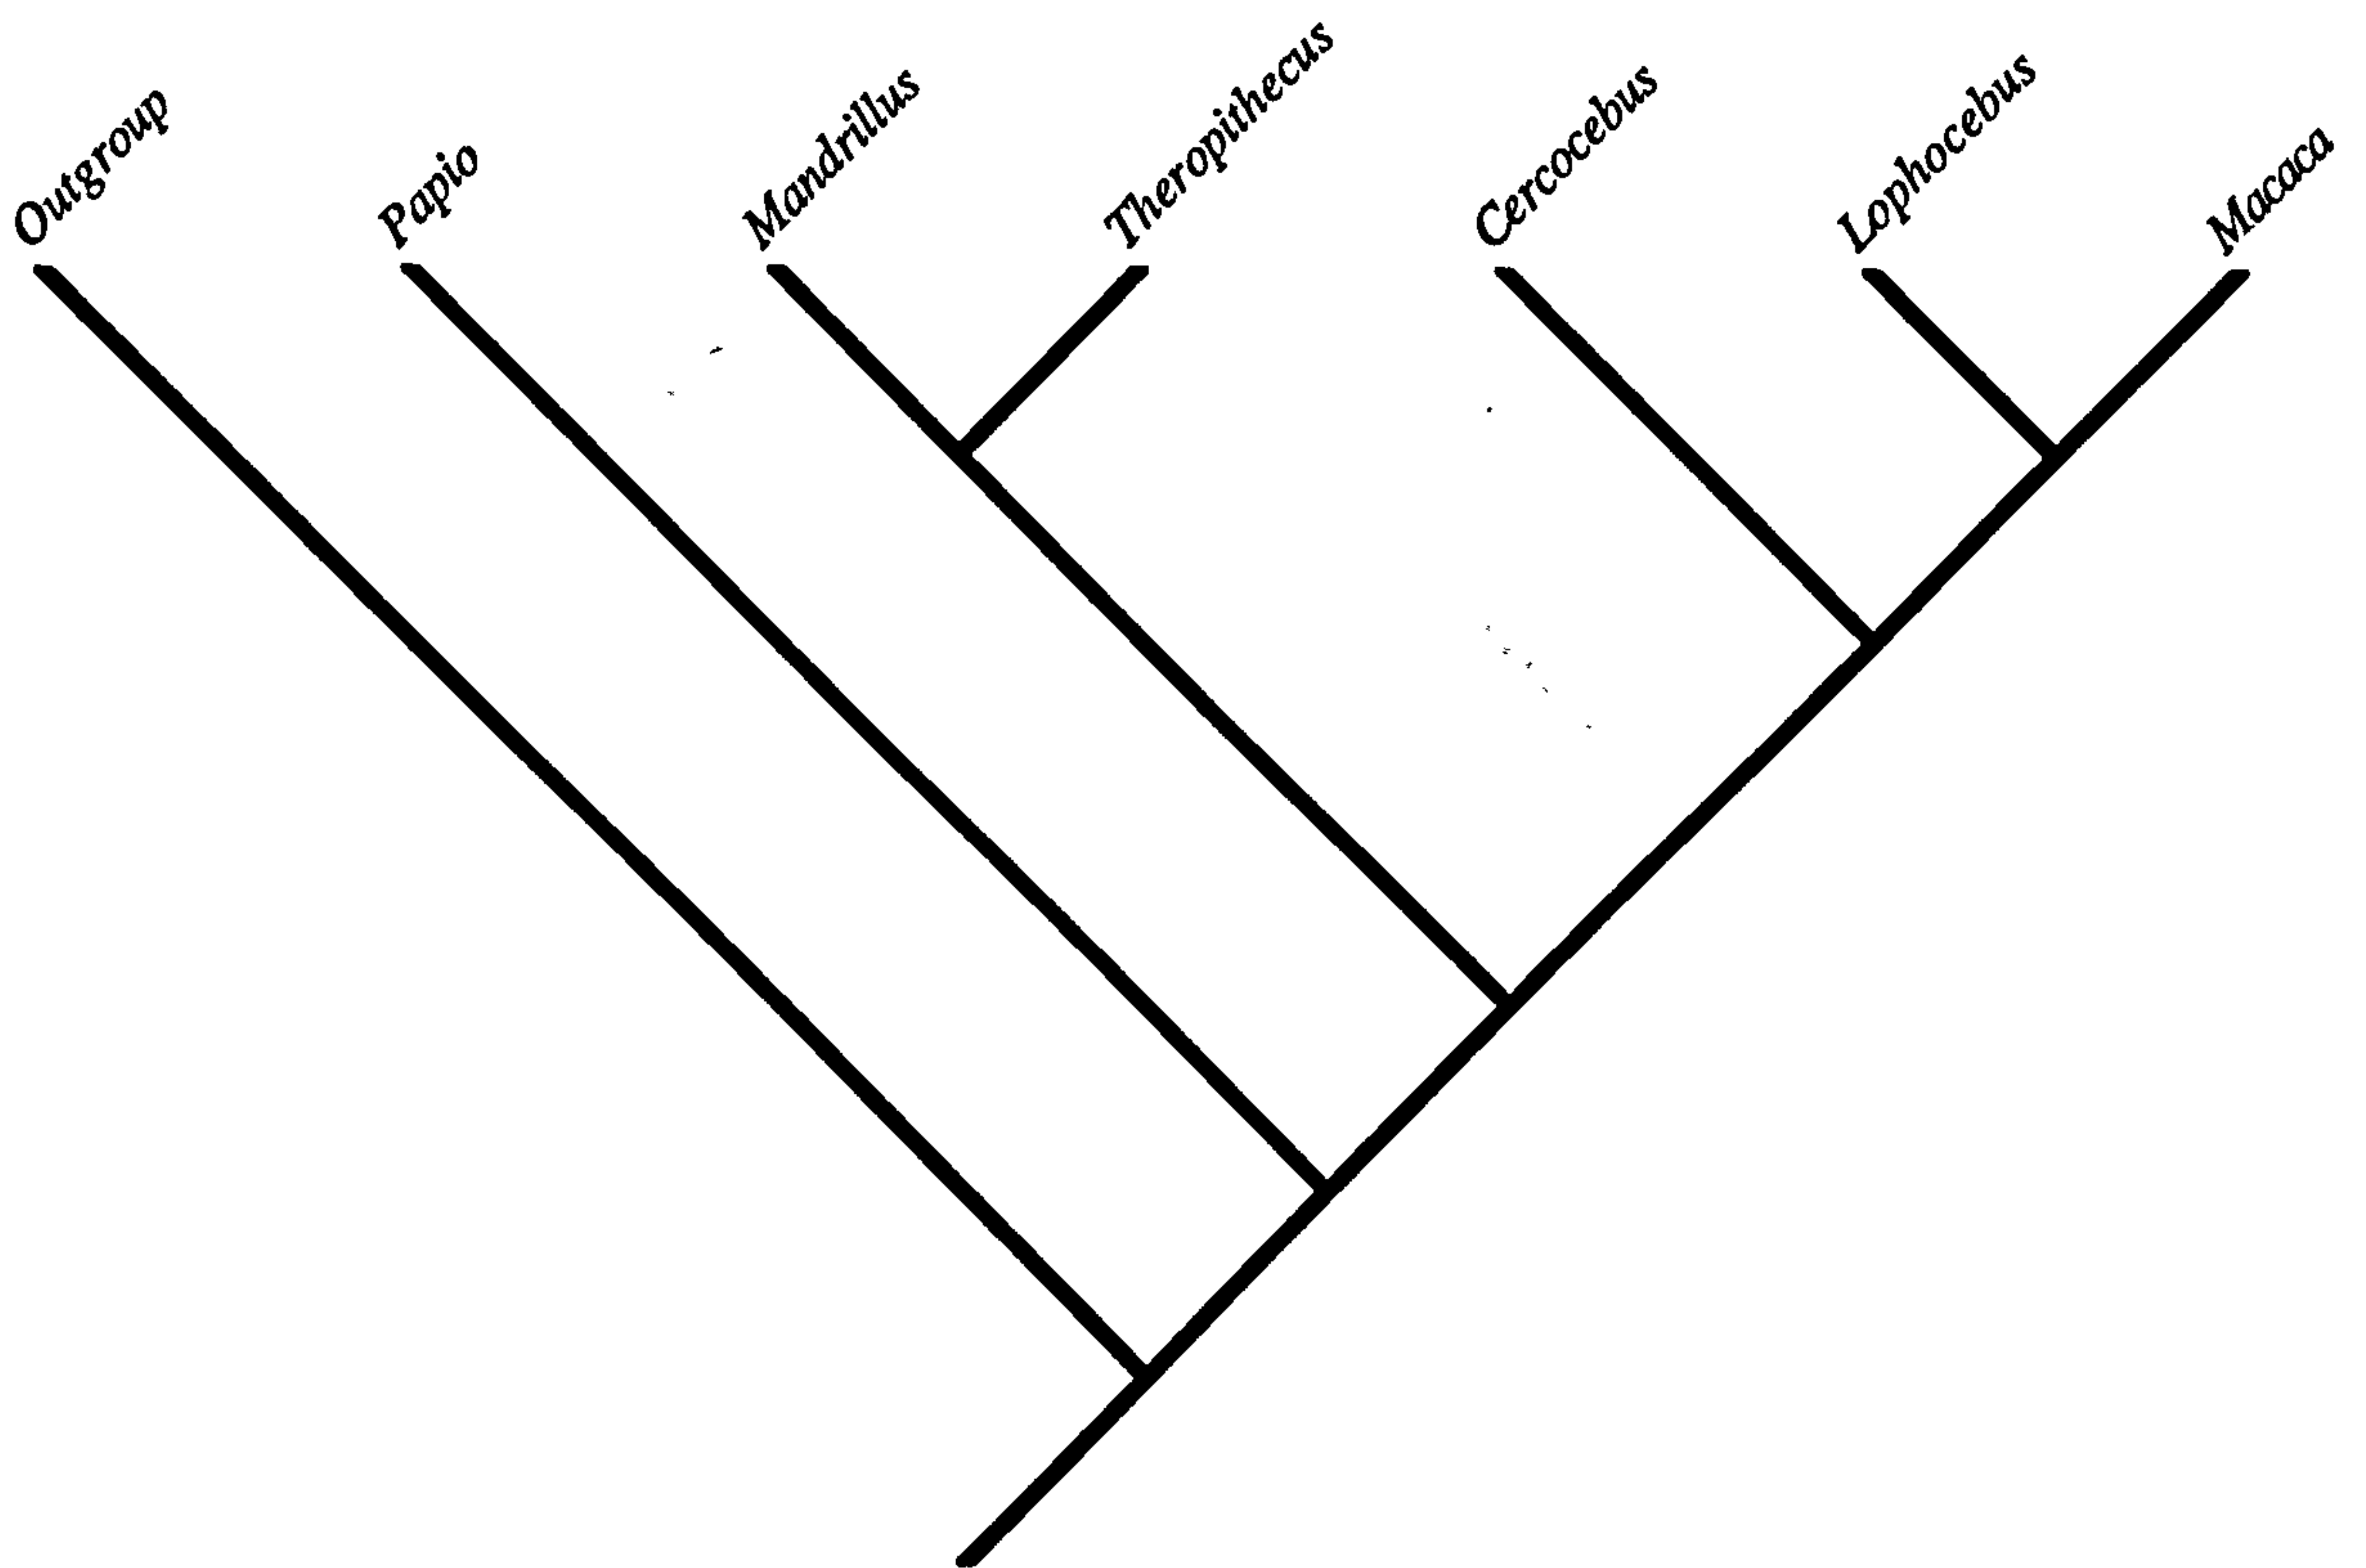 Outgroup
Papio
Mandrillus
Theropithecus
Cercocebus
Lophocebus
Macaca